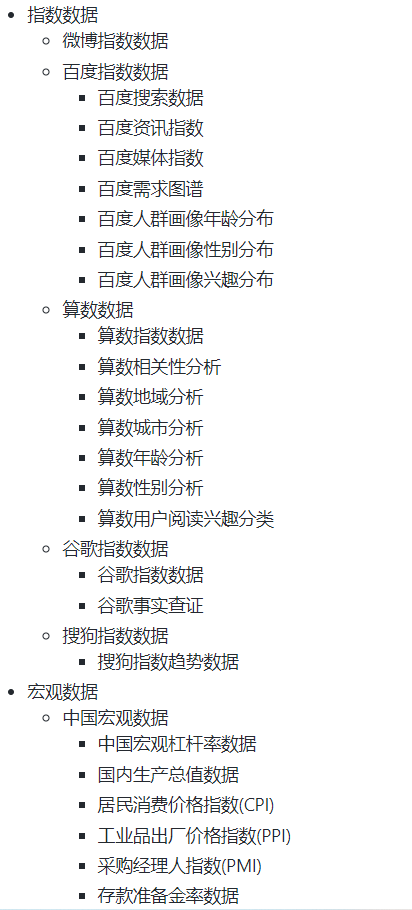 指数数据
微博指数数据
百度指数数据
百度搜索数据
百度资讯指数
百度媒体指数
百度需求图谱
百度人群画像年龄分布
百度人群画像性别分布
百度人群画像兴趣分布
算数数据
算数指数数据
算数相关性分析
算数地域分析
算数城市分析
算数年龄分析
算数性别分析
算数用户阅读兴趣分类
谷歌指数数据
谷歌指数数据
谷歌事实查证
搜狗指数数据
搜狗指数趋势数据
宏观数据
中国宏观数据
中国宏观杠杆率数据
国内生产总值数据
居民消费价格指数(CPI)
工业品出厂价格指数(PPI)
采购经理人指数(PMI)
存款准备金率数据